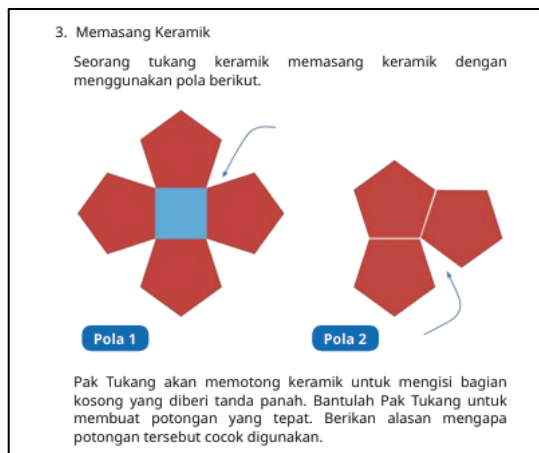 3. Memasang Keramik
Seorang tukang keramik memasang keramik dengan
menggunakan pola berikut.
Pola 1
Pola 2
Pak Tukang akan memotong keramik untuk mengisi bagian
kosong yang diberi tanda panah. Bantulah Pak Tukang untuk
membuat potongan yang tepat. Berikan alasan mengapa
potongan tersebut cocok digunakan.